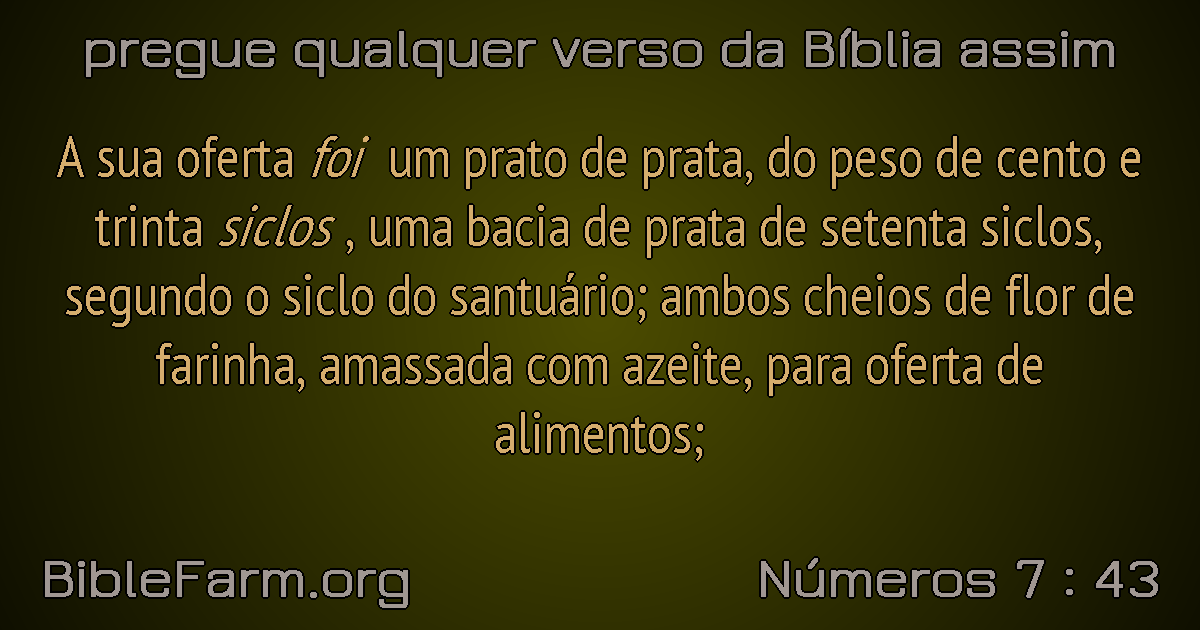 pregue qualquer verso da Bíblia assim
A sua oferta foi um prato de prata, do peso de cento e
trinta siclos , uma bacia de prata de setenta siclos,
segundo o siclo do santuário; ambos cheios de flor de
farinha, amassada com azeite, para oferta de
alimentos;
BibleFarm.org
Números 7 : 43